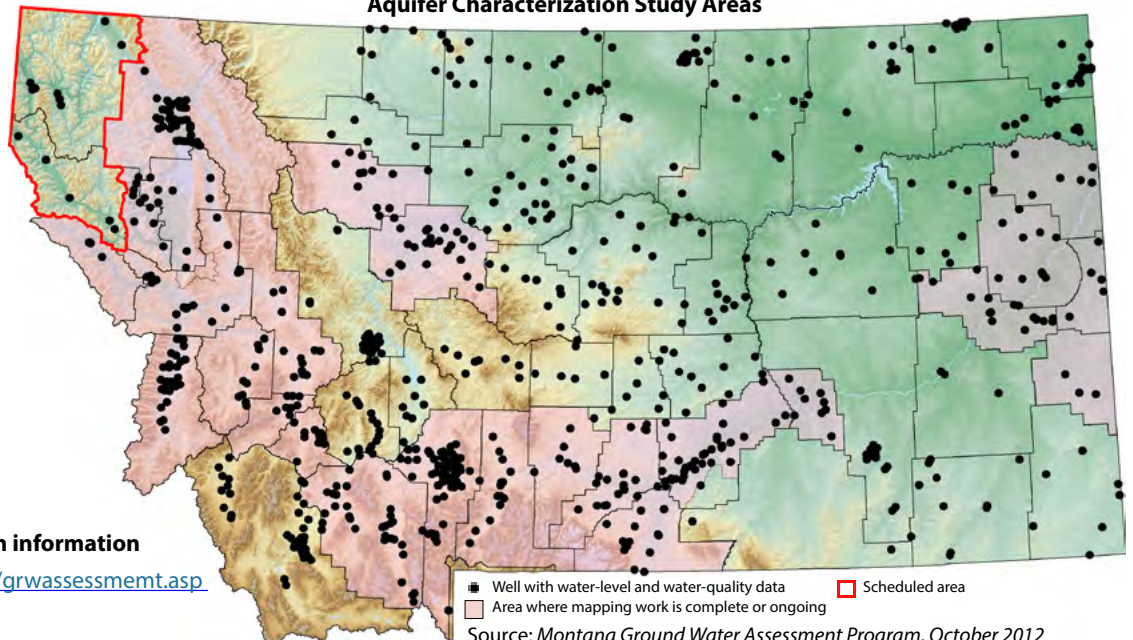 Aquifer Characterization Study Areas
n information
/grwassessmemt.asp
Well with water-level and water-quality data
Scheduled area
Area where mapping work is complete or ongoing
Source: Montana Ground Water Assessment Program, October 2012